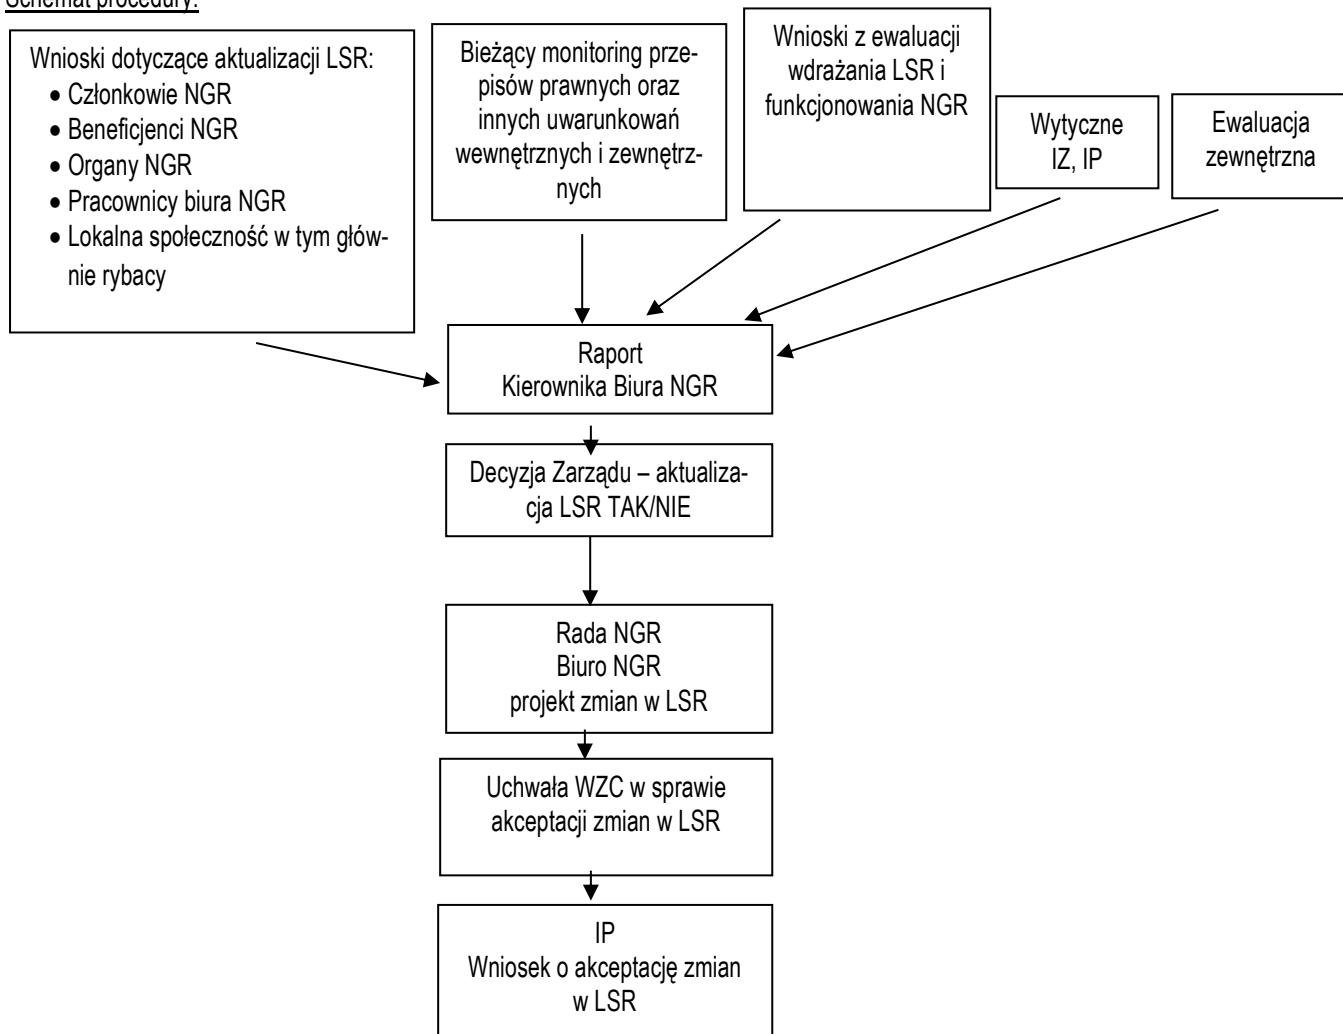 Schemat procedury:
Wnioski dotyczące aktualizacji LSR:
• Członkowie NGR
• Beneficjenci NGR
• Organy NGR
• Pracownicy biura NGR
• Lokalna społeczność w tym głów-
nie rybacy
Bieżący monitoring prze-
pisów prawnych oraz
innych uwarunkowań
wewnętrznych i zewnętrz-
nych
Wnioski z ewaluacji
wdrażania LSR i
funkcjonowania NGR
Wytyczne
IZ, IP
Ewaluacja
zewnętrzna
Raport
Kierownika Biura NGR
Decyzja Zarządu – aktualiza-
cja LSR TAK/NIE
Rada NGR
Biuro NGR
projekt zmian w LSR
Uchwała WZC w sprawie
akceptacji zmian w LSR
IP
Wniosek o akceptację zmian
w LSR